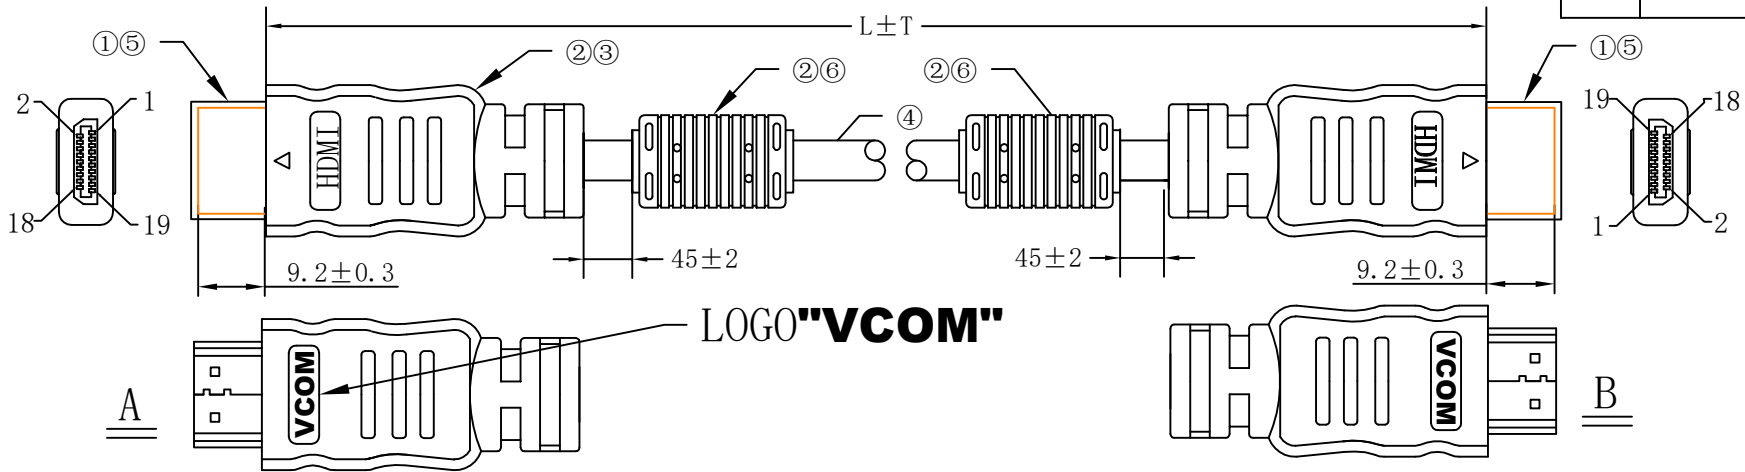 L±T
①⑤
②③
②⑥
②⑥
①⑤
④
2
1
18
19
HDMI
HDMI
19
18
1
2
9.2±0.3
45±2
45±2
9.2±0.3
LOGO"VCOM"
VCOM
VCOM
A
B